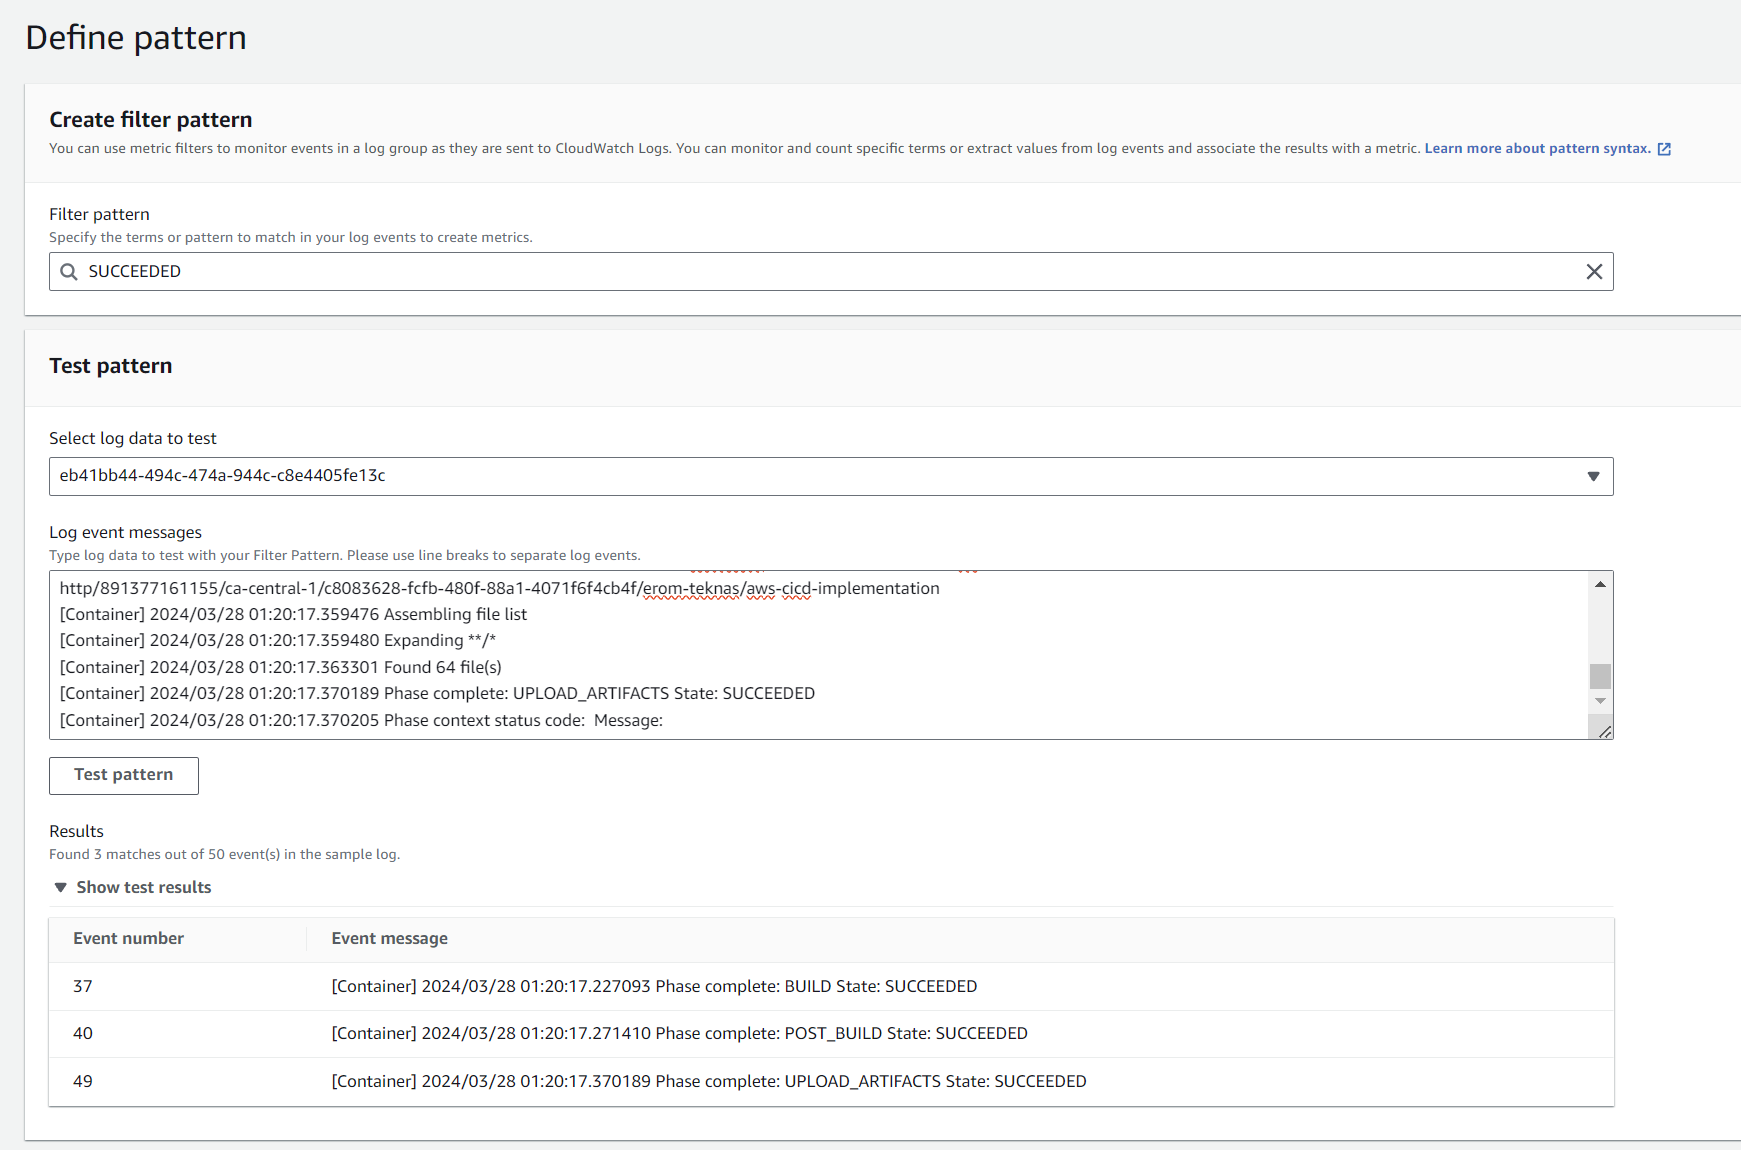 Define pattern
Create filter pattern
You can use metric filters to monitor events in a log group as they are sent to CloudWatch Logs. You can monitor and count specific terms or extract values from log events and associate the results with a metric. Learn more about pattern syntax.
Filter pattern
Specify the terms or pattern to match in your log events to create metrics.
SUCCEEDED
Test pattern
Select log data to test
eb41bb44-494c-474a-944c-c8e4405fe13c
Log event messages
Type log data to test with your Filter Pattern. Please use line breaks to separate log events.
http/891377161155/ca-central-1/c8083628-fcfb-480f-88a1-4071f6f4cb4f/erom-teknas/aws-cicd-implementation
[Container] 2024/03/28 01:20:17.359476 Assembling file list
[Container] 2024/03/28 01:20:17.359480 Expanding **/*
[Container] 2024/03/28 01:20:17.363301 Found 64 file(s)
[Container] 2024/03/28 01:20:17.370189 Phase complete: UPLOAD_ARTIFACTS State: SUCCEEDED
[Container] 2024/03/28 01:20:17.370205 Phase context status code:  Message:
Test pattern
Results
Found 3 matches out of 50 event(s) in the sample log.
Show test results
Event number Event message
37 [Container] 2024/03/28 01:20:17.227093 Phase complete: BUILD State: SUCCEEDED
40 [Container] 2024/03/28 01:20:17.271410 Phase complete: POST_BUILD State: SUCCEEDED
49 [Container] 2024/03/28 01:20:17.370189 Phase complete: UPLOAD_ARTIFACTS State: SUCCEEDED